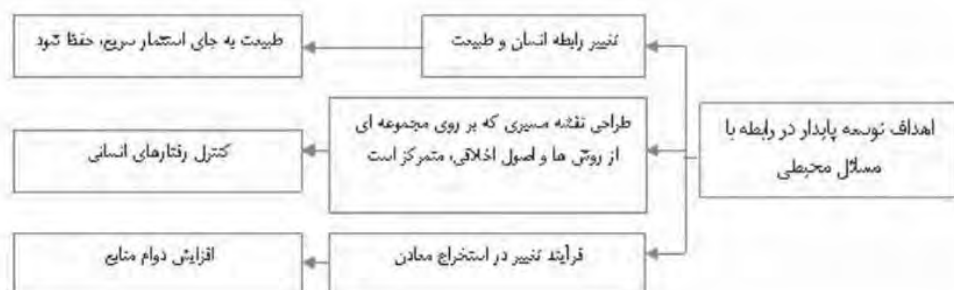 اهداف توسعه پایدار در رابطه با
مسائل محیطی
تغییر رابطه انسان و طبیعت
طبیعت به جای استثمار سریع، حفظ شود
طراحی نقشه مسیری که بر روی مجموعه ای
از روش ها و اصول اخلاقی، متمرکز است
کنترل رفتارهای انسانی
فرآیند تغییر در استخراج معادن
افزایش دوام منابع